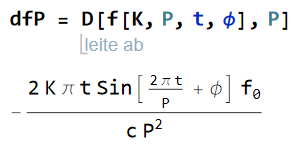 dfP = D[f[K, P, t, ϕ], P]
leite ab
- (2 K π t Sin[(2 π t)/P + ϕ] f₀)/(c P²)